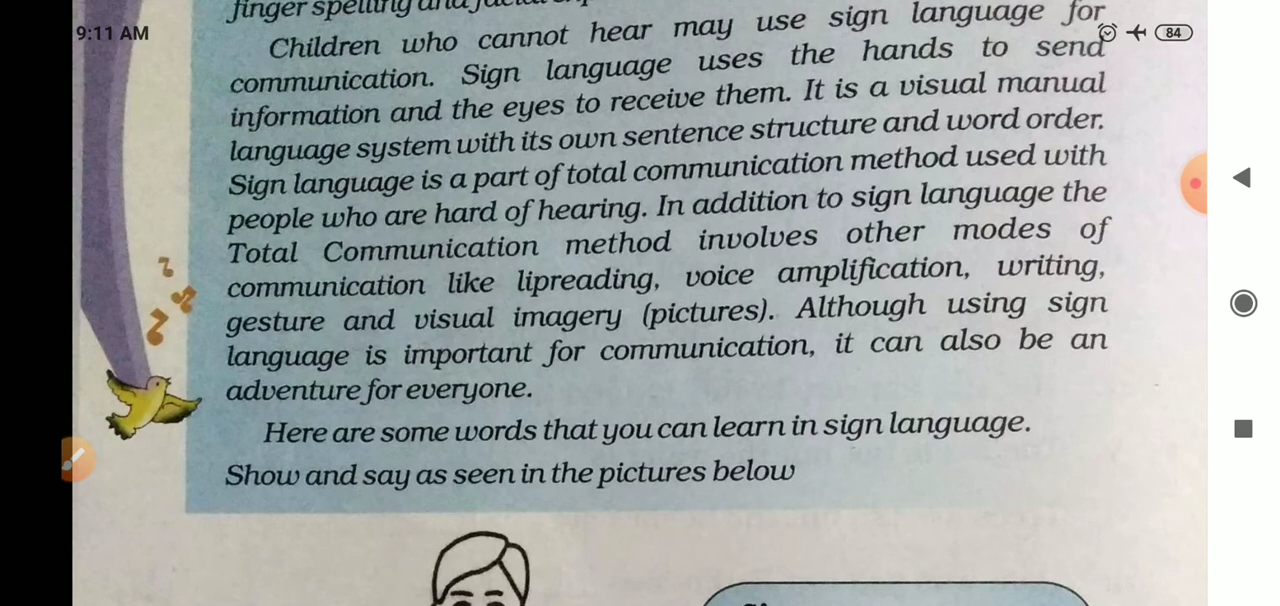 finger spelling and
9:11 AM
84
Children who cannot hear may use sign language for
communication. Sign language uses the hands to send
information and the eyes to receive them. It is a visual manual
language system with its own sentence structure and word order.
Sign language is a part of total communication method used with
people who are hard of hearing. In addition to sign language the
Total Communication method involves other modes of
communication like lipreading, voice amplification, writing,
gesture and visual imagery (pictures). Although using sign
language is important for communication, it can also be an
adventure for everyone.
Here are some words that you can learn in sign language.
Show and say as seen in the pictures below